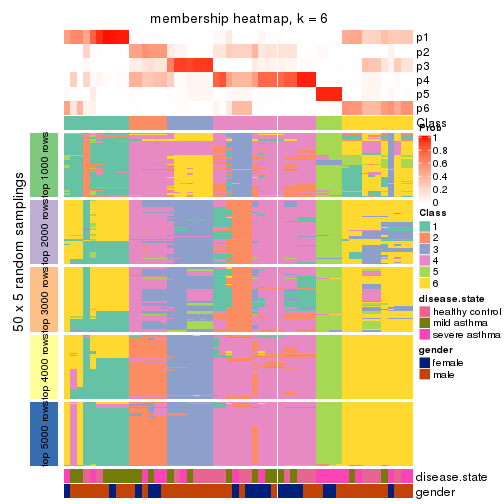 membership heatmap, k = 6
p1
p2
p3
p4
p5
p6
Class
Prob
1
0.8
0.6
0.4
0.2
0
Class
1
2
3
4
5
6
disease.state
healthy control
mild asthma
severe asthma
gender
female
male
50 x 5 random samplings
top 1000 rows
top 2000 rows
top 3000 rows
top 4000 rows
top 5000 rows
disease.state
gender